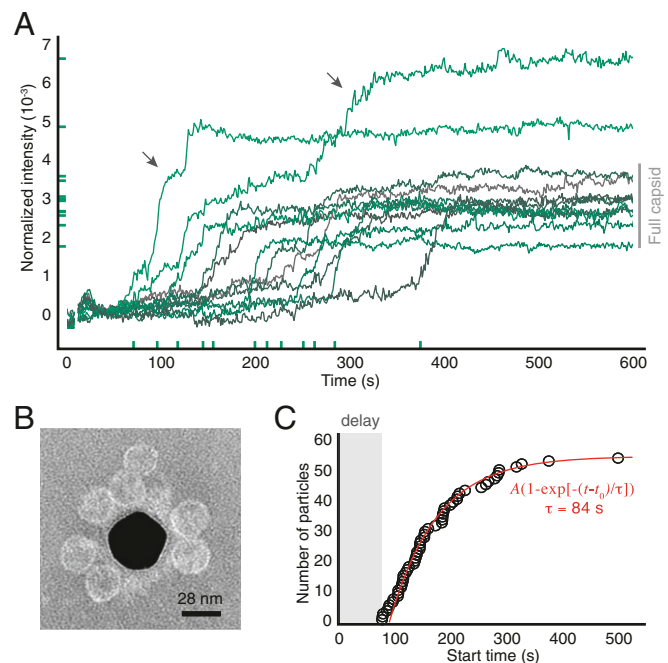 A
Normalized intensity (10⁻³)
7
6
5
4
3
2
1
0
Full capsid
0 100 200 300 400 500 600
Time (s)
B
28 nm
C
delay
Number of particles
60
50
40
30
20
10
0
A(1-exp[-(t-t₀)/τ])
τ = 84 s
0 100 200 300 400 500
Start time (s)